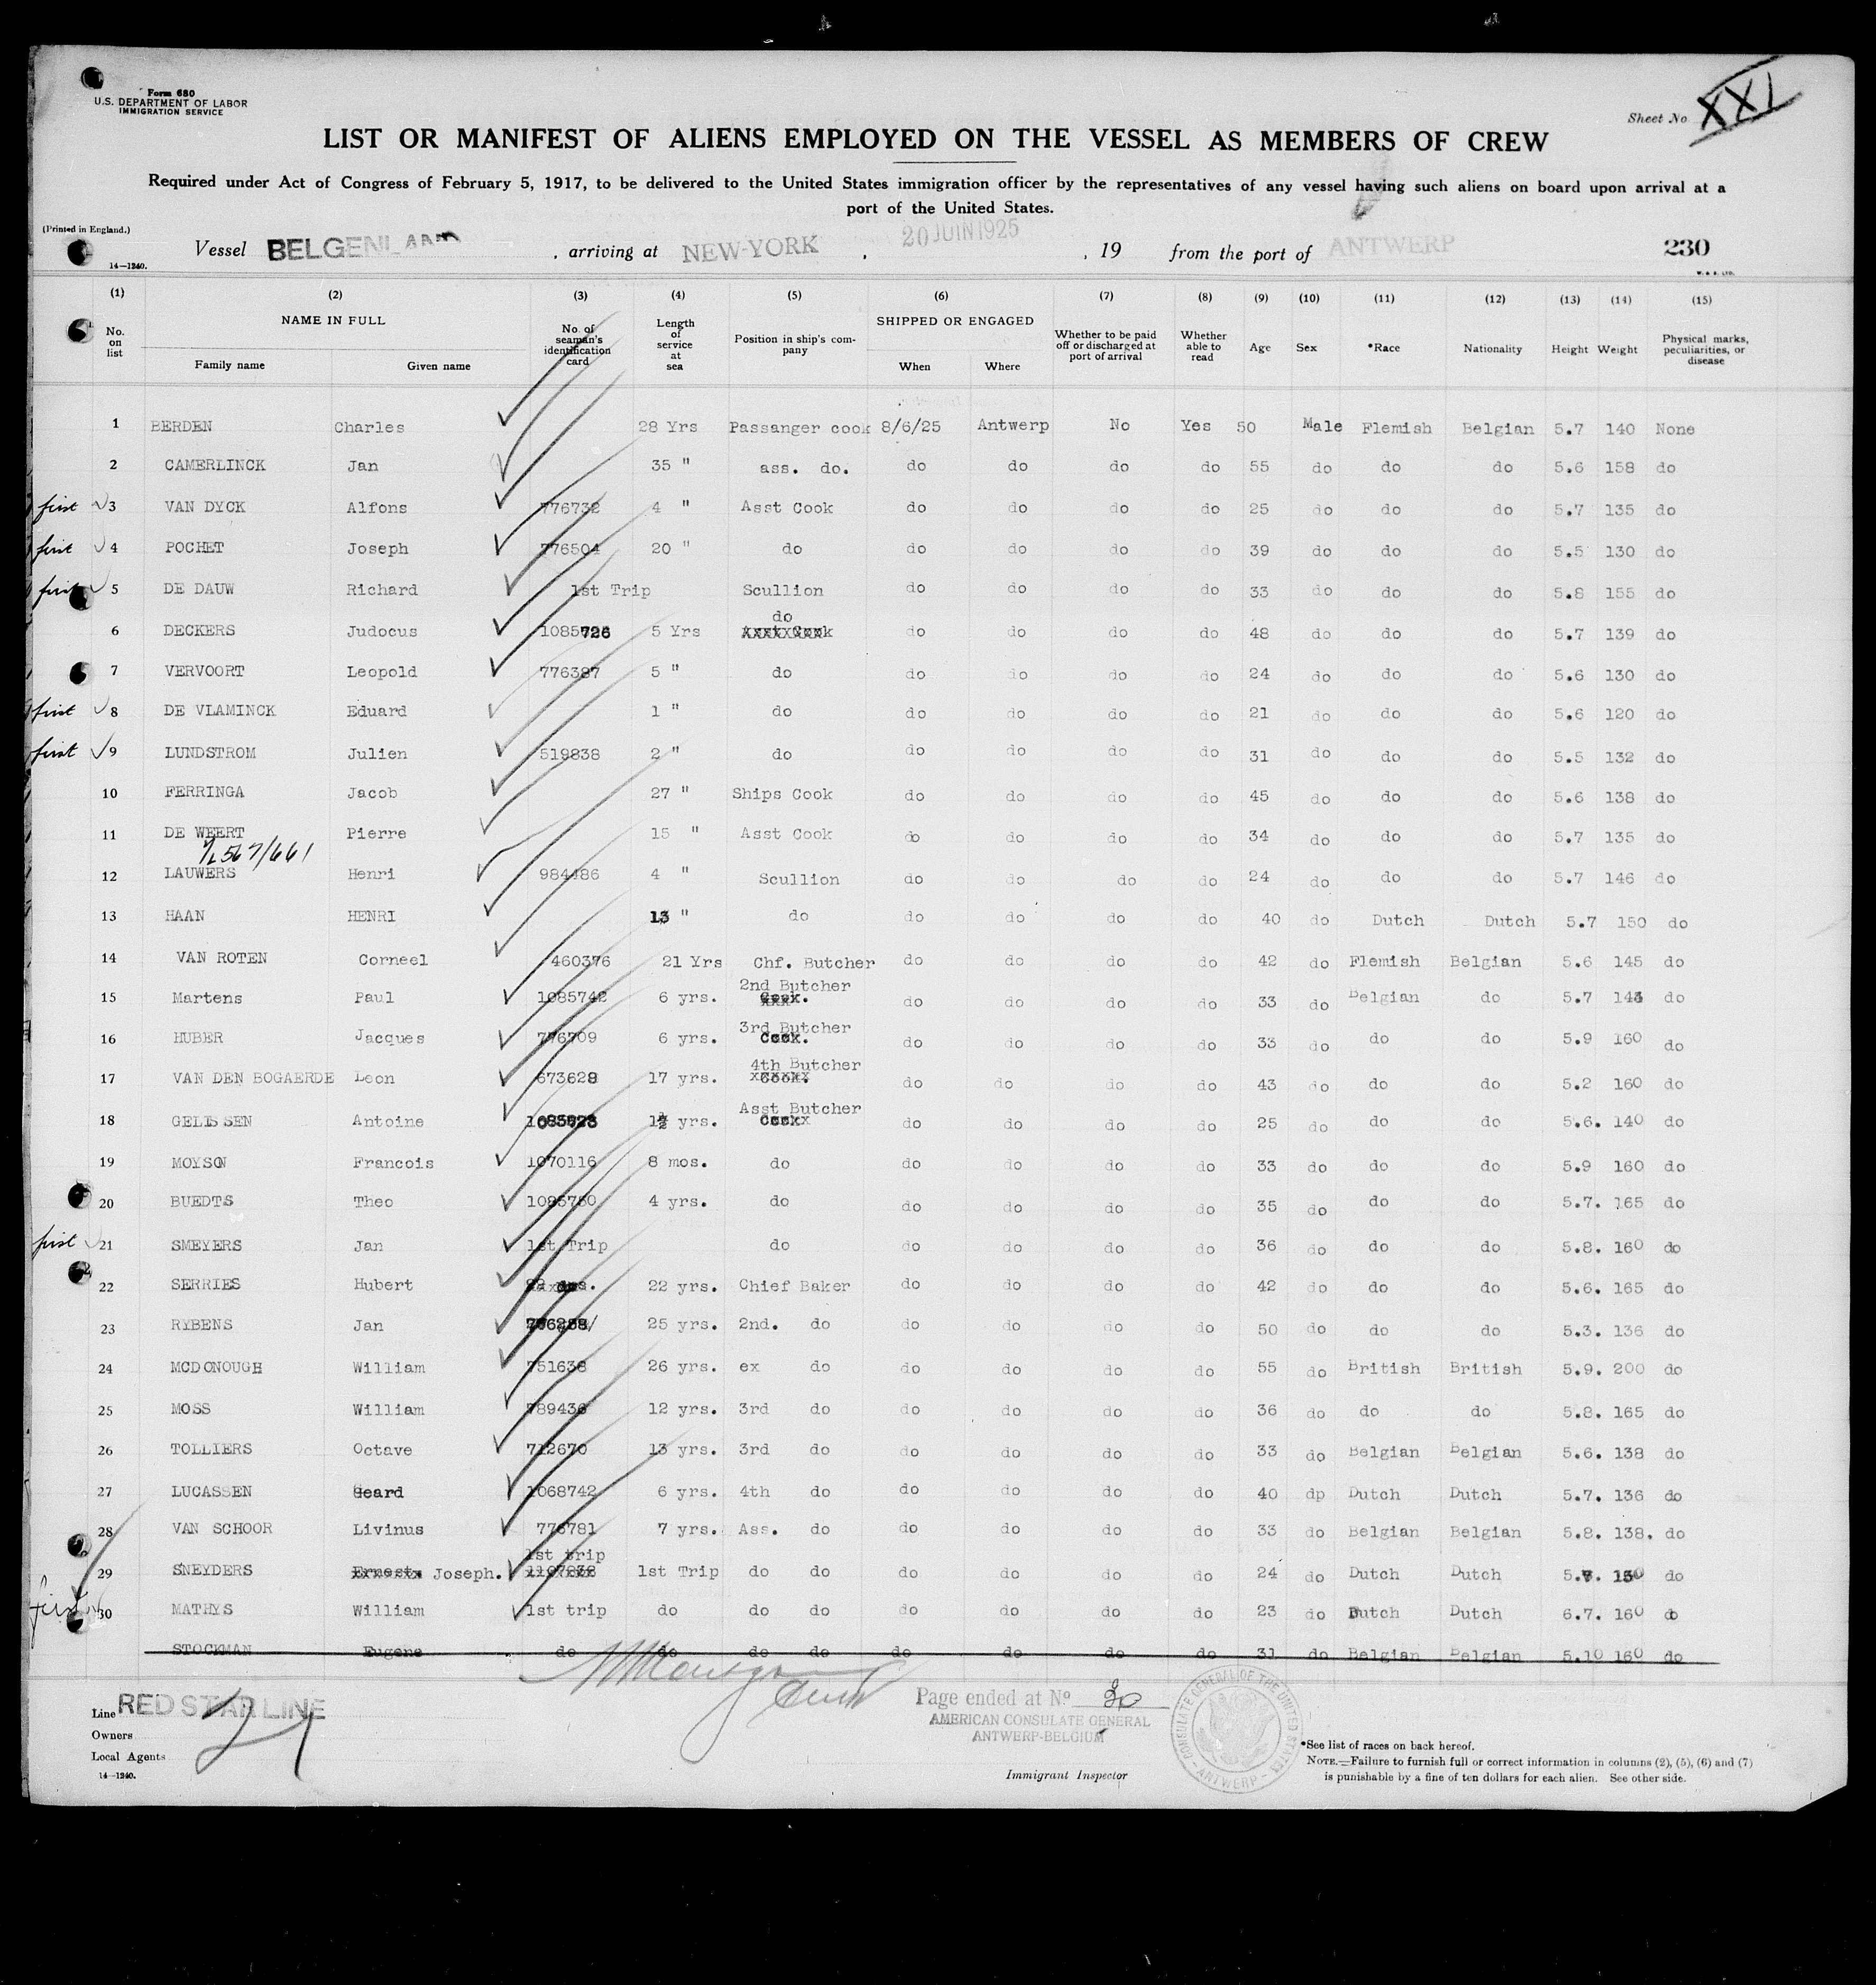 Form 680
U.S. DEPARTMENT OF LABOR
IMMIGRATION SERVICE
Sheet No. XXI
LIST OR MANIFEST OF ALIENS EMPLOYED ON THE VESSEL AS MEMBERS OF CREW
Required under Act of Congress of February 5, 1917, to be delivered to the United States immigration officer by the representatives of any vessel having such aliens on board upon arrival at a
port of the United States.
(Printed in England.)
Vessel BELGENLAND , arriving at NEW-YORK , 20 JUIN 1925 , 19 from the port of ANTWERP 230
14—1240.
(1) (2) (3) (4) (5) (6) (7) (8) (9) (10) (11) (12) (13) (14) (15)
No. on list NAME IN FULL Family name Given name No. of seaman's identification card Length of service at sea Position in ship's company SHIPPED OR ENGAGED When Where Whether to be paid off or discharged at port of arrival Whether able to read Age Sex *Race Nationality Height Weight Physical marks, peculiarities, or disease
1 BERDEN Charles 28 Yrs Passanger cook 8/6/25 Antwerp No Yes 50 Male Flemish Belgian 5.7 140 None
2 CAMERLINCK Jan 35 " ass. do. do do do do 55 do do do 5.6 158 do
first 3 VAN DYCK Alfons 776732 4 " Asst Cook do do do do 25 do do do 5.7 135 do
first 4 POCHET Joseph 776504 20 " do do do do do 39 do do do 5.5 130 do
first 5 DE DAUW Richard 1st Trip Scullion do do do do 33 do do do 5.8 155 do
6 DECKERS Judocus 1085726 5 Yrs do Asst Cook do do do do 48 do do do 5.7 139 do
7 VERVOORT Leopold 776387 5 " do do do do do 24 do do do 5.6 130 do
first 8 DE VLAMINCK Eduard 1 " do do do do do 21 do do do 5.6 120 do
first 9 LUNDSTROM Julien 519838 2 " do do do do do 31 do do do 5.5 132 do
10 FERRINGA Jacob 27 " Ships Cook do do do do 45 do do do 5.6 138 do
11 DE WEERT Pierre 15 " Asst Cook do do do do 34 do do do 5.7 135 do
567/661
12 LAUWERS Henri 984486 4 " Scullion do do do do 24 do do do 5.7 146 do
13 HAAN HENRI 13 " do do do do do 40 do Dutch Dutch 5.7 150 do
14 VAN ROTEN Corneel 460376 21 Yrs Chf. Butcher do do do do 42 do Flemish Belgian 5.6 145 do
15 Martens Paul 1085742 6 yrs. 2nd Butcher Cook. do do do do 33 do Belgian do 5.7 do
16 HUBER Jacques 776709 6 yrs. 3rd Butcher Cook. do do do do 33 do do do 5.9 160 do
17 VAN DEN BOGAERDE Leon 673628 17 yrs. 4th Butcher Cook. do do do do 43 do do do 5.2 160 do
18 GELISSEN Antoine 1½ yrs. Asst Butcher Cook do do do do 25 do do do 5.6. 140 do
19 MOYSON Francois 1070116 8 mos. do do do do do 33 do do do 5.9 160 do
20 BUEDTS Theo 1085750 4 yrs. do do do do do 35 do do do 5.7. 165 do
first 21 SMEYERS Jan 1st Trip do do do do do 36 do do do 5.8. 160 do
22 SERRIES Hubert 22 yrs. Chief Baker do do do do 42 do do do 5.6. 165 do
23 RYBENS Jan 25 yrs. 2nd. do do do do do 50 do do do 5.3. 136 do
24 MCDONOUGH William 751638 26 yrs. ex do do do do do 55 do British British 5.9. 200 do
25 MOSS William 789436 12 yrs. 3rd do do do do do 36 do do do 5.8. 165 do
26 TOLLIERS Octave 712670 13 yrs. 3rd do do do do do 33 do Belgian Belgian 5.6. 138 do
27 LUCASSEN Geard 1068742 6 yrs. 4th do do do do do 40 dp Dutch Dutch 5.7. 136 do
28 VAN SCHOOR Livinus 776781 7 yrs. Ass. do do do do do 33 do Belgian Belgian 5.8. 138. do
29 SNEYDERS Ernest Joseph. 1st trip 1st Trip do do do do do do 24 do Dutch Dutch do
first 30 MATHYS William 1st trip do do do do do do do 23 do Dutch Dutch 6.7. 160 do
STOCKMAN Eugene do do do do do do do do 31 do Belgian Belgian 5.10 160 do
Line RED STAR LINE
Owners
Local Agents
14—1240.
Page ended at No. 30
AMERICAN CONSULATE GENERAL
ANTWERP-BELGIUM
CONSULATE GENERAL OF THE UNITED STATES - ANTWERP -
Immigrant Inspector
*See list of races on back hereof.
NOTE.—Failure to furnish full or correct information in columns (2), (5), (6) and (7)
is punishable by a fine of ten dollars for each alien. See other side.